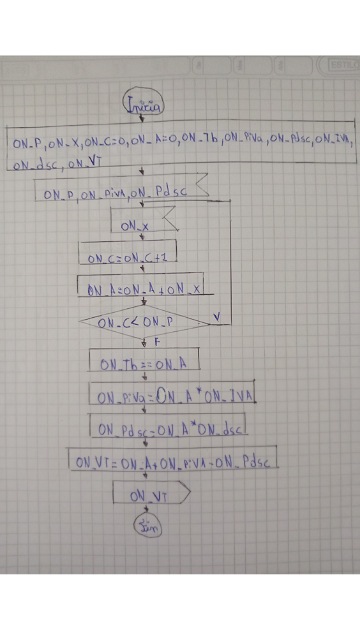 Inicia
ON_P, ON_X, ON_C=0, ON_A=0, ON_Tb, ON_PiVa, ON_Pdsc, ON_IVA,
ON_dsc, ON_VT
ON_P, ON_PiVA, ON_Pdsc
ON_X
ON_C=ON_C+1
ON_A=ON_A+ON_X
ON_C<ON_P
V
F
ON_Tb==ON_A
ON_PiVa=ON_A*ON_IVA
ON_Pdsc=ON_A*ON_dsc
ON_VT=ON_A+ON_PiVA-ON_Pdsc
ON_VT
Fin